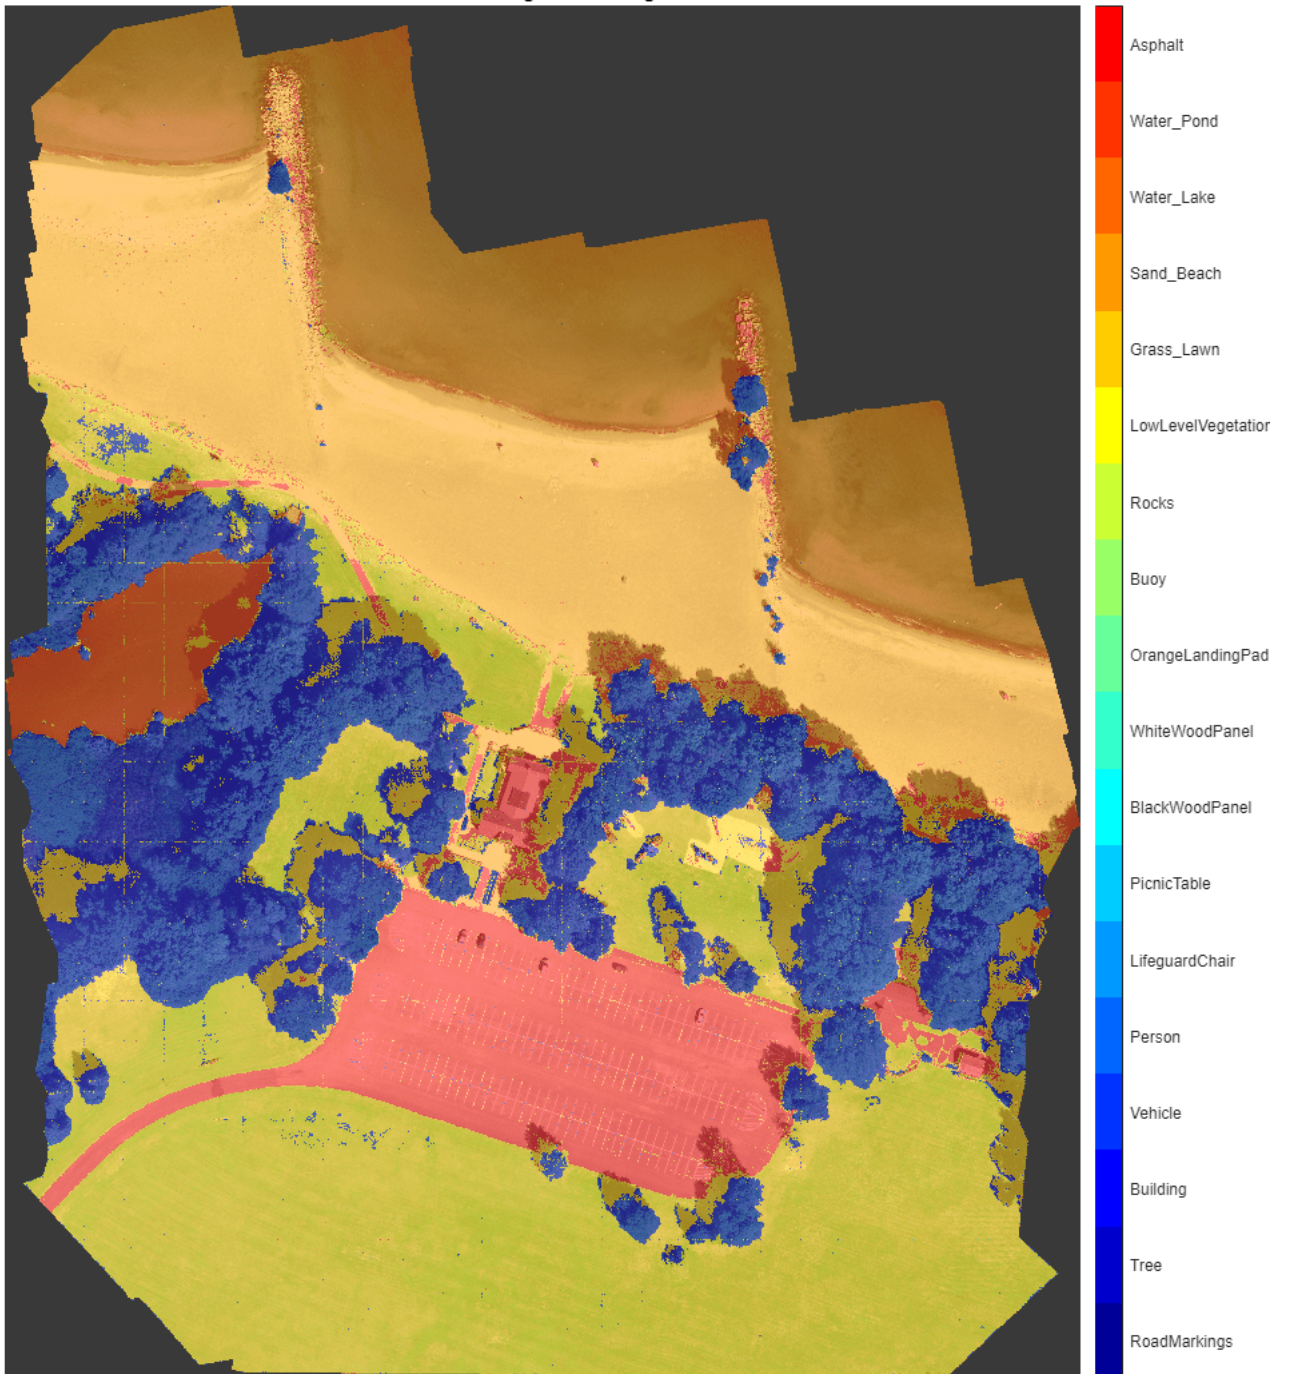 Asphalt
Water_Pond
Water_Lake
Sand_Beach
Grass_Lawn
LowLevelVegetatior
Rocks
Buoy
OrangeLandingPad
WhiteWoodPanel
BlackWoodPanel
PicnicTable
LifeguardChair
Person
Vehicle
Building
Tree
RoadMarkings